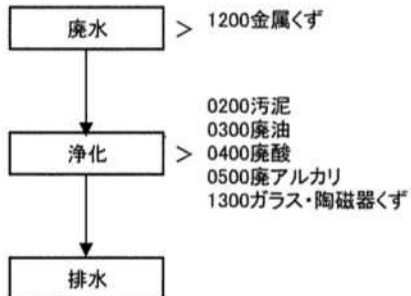 廃水
> 1200金属くず
0200汚泥
0300廃油
浄化
> 0400廃酸
0500廃アルカリ
1300ガラス・陶磁器くず
排水